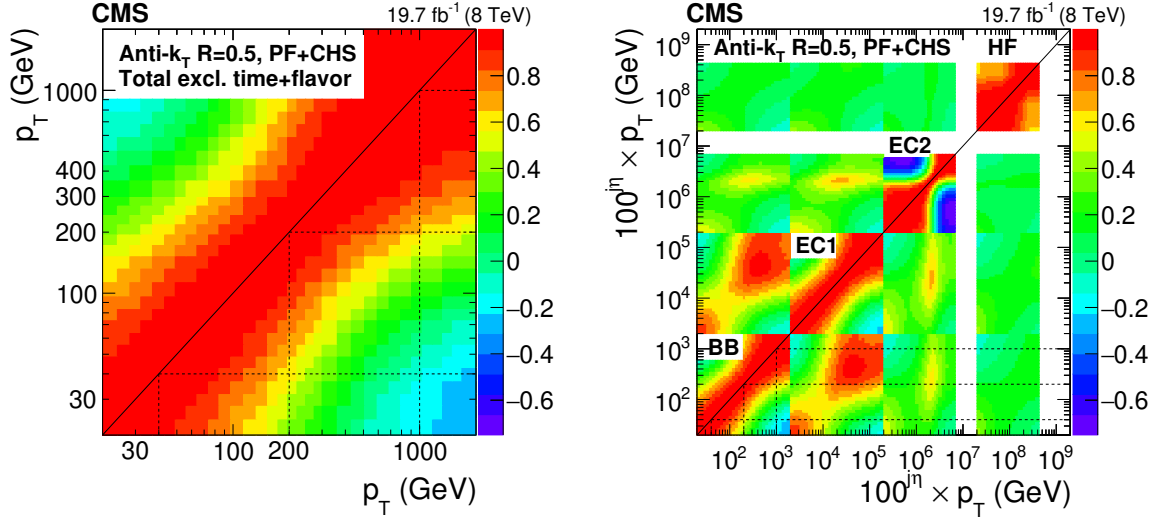 CMS
19.7 fb⁻¹ (8 TeV)
Anti-k_T R=0.5, PF+CHS
Total excl. time+flavor
p_T (GeV)
1000
400
300
200
100
30
30
100
200
1000
p_T (GeV)
0.8
0.6
0.4
0.2
0
−0.2
−0.4
−0.6
CMS
19.7 fb⁻¹ (8 TeV)
Anti-k_T R=0.5, PF+CHS
HF
EC2
EC1
BB
100^iη × p_T (GeV)
10⁹
10⁸
10⁷
10⁶
10⁵
10⁴
10³
10²
10² 10³ 10⁴ 10⁵ 10⁶ 10⁷ 10⁸ 10⁹
100^iη × p_T (GeV)
0.8
0.6
0.4
0.2
0
−0.2
−0.4
−0.6